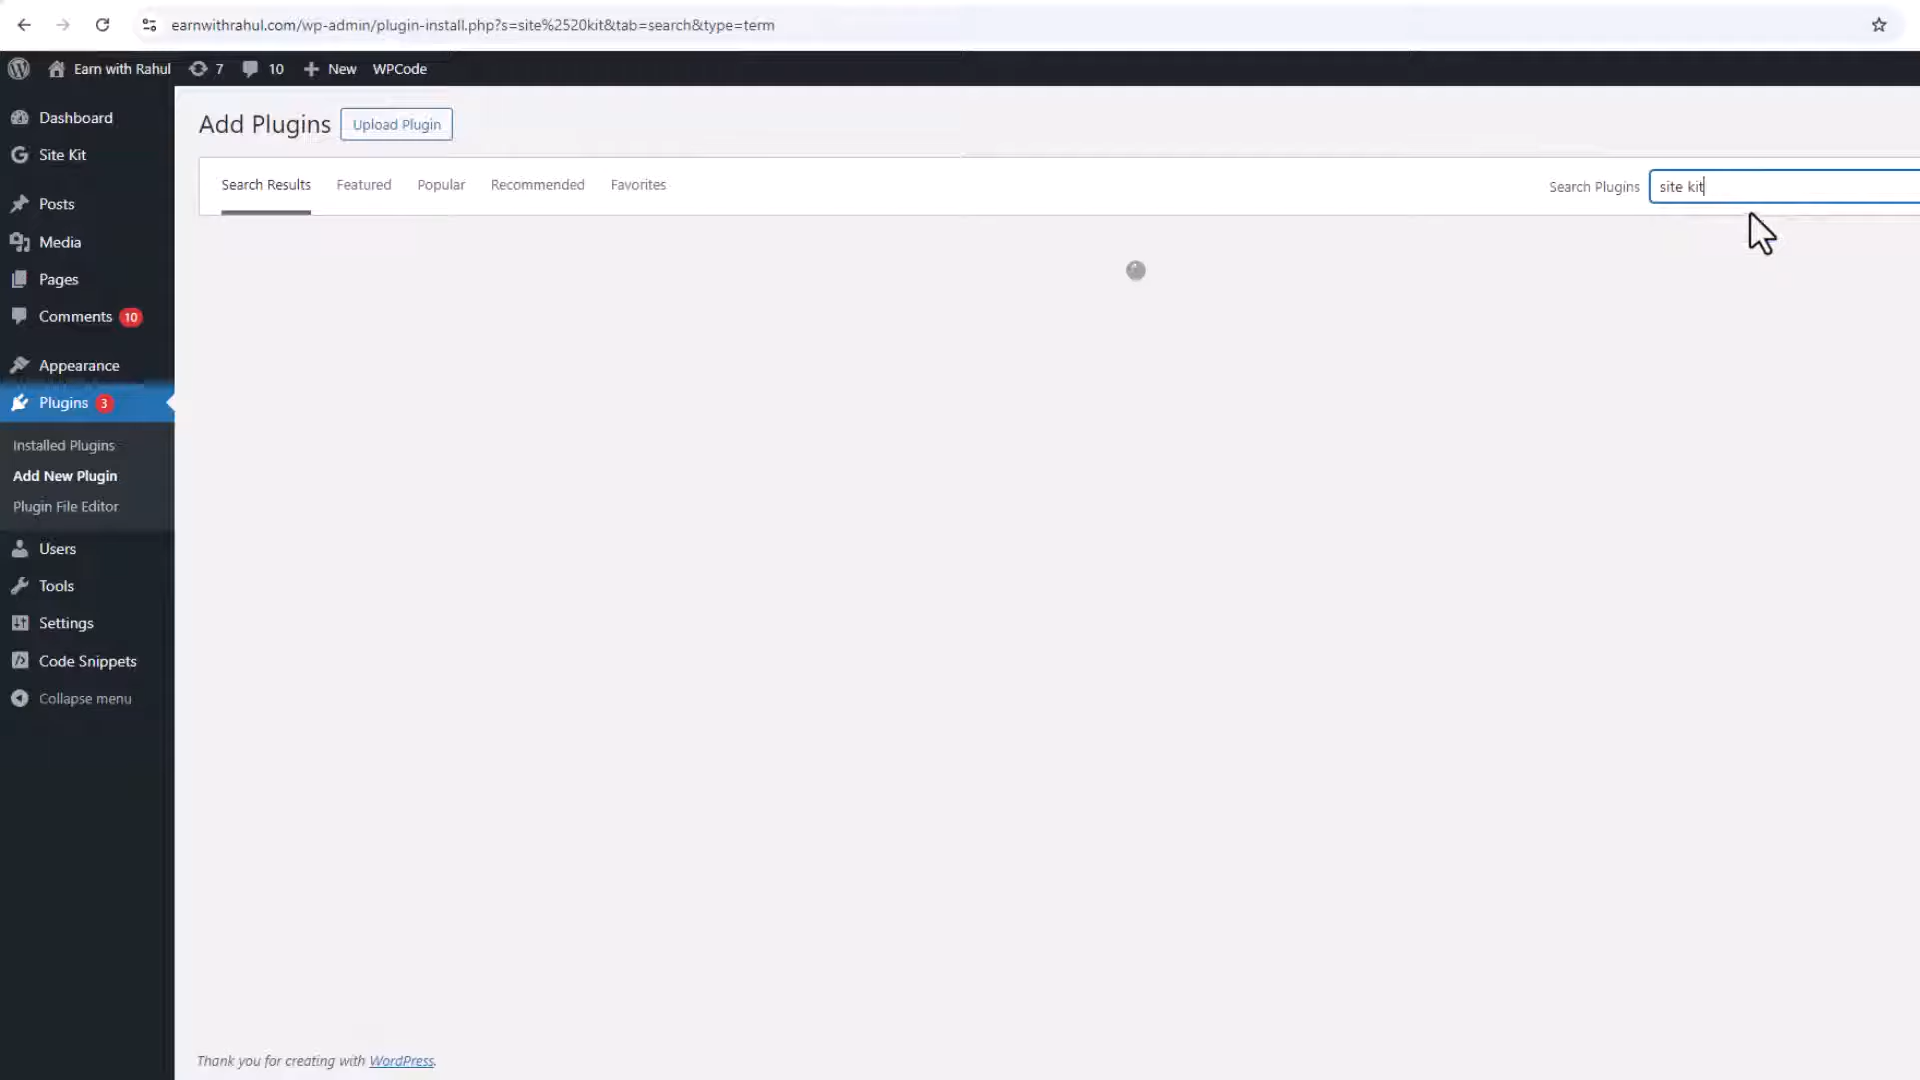 earnwithrahul.com/wp-admin/plugin-install.php?s=site%2520kit&tab=search&type=term
Earn with Rahul 7 10 New WPCode
Dashboard
Site Kit
Posts
Media
Pages
Comments 10
Appearance
Plugins 3
Installed Plugins
Add New Plugin
Plugin File Editor
Users
Tools
Settings
Code Snippets
Collapse menu
Add Plugins Upload Plugin
Search Results Featured Popular Recommended Favorites Search Plugins site kit
Thank you for creating with WordPress.